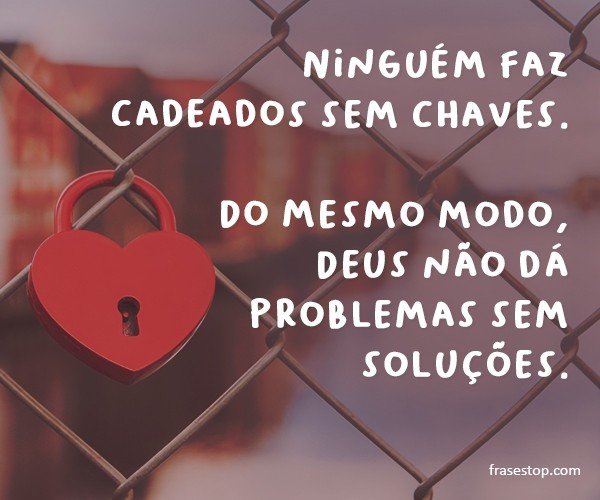 NINGUÉM FAZ
CADEADOS SEM CHAVES.
DO MESMO MODO,
DEUS NÃO DÁ
PROBLEMAS SEM
SOLUÇÕES.
frasestop.com